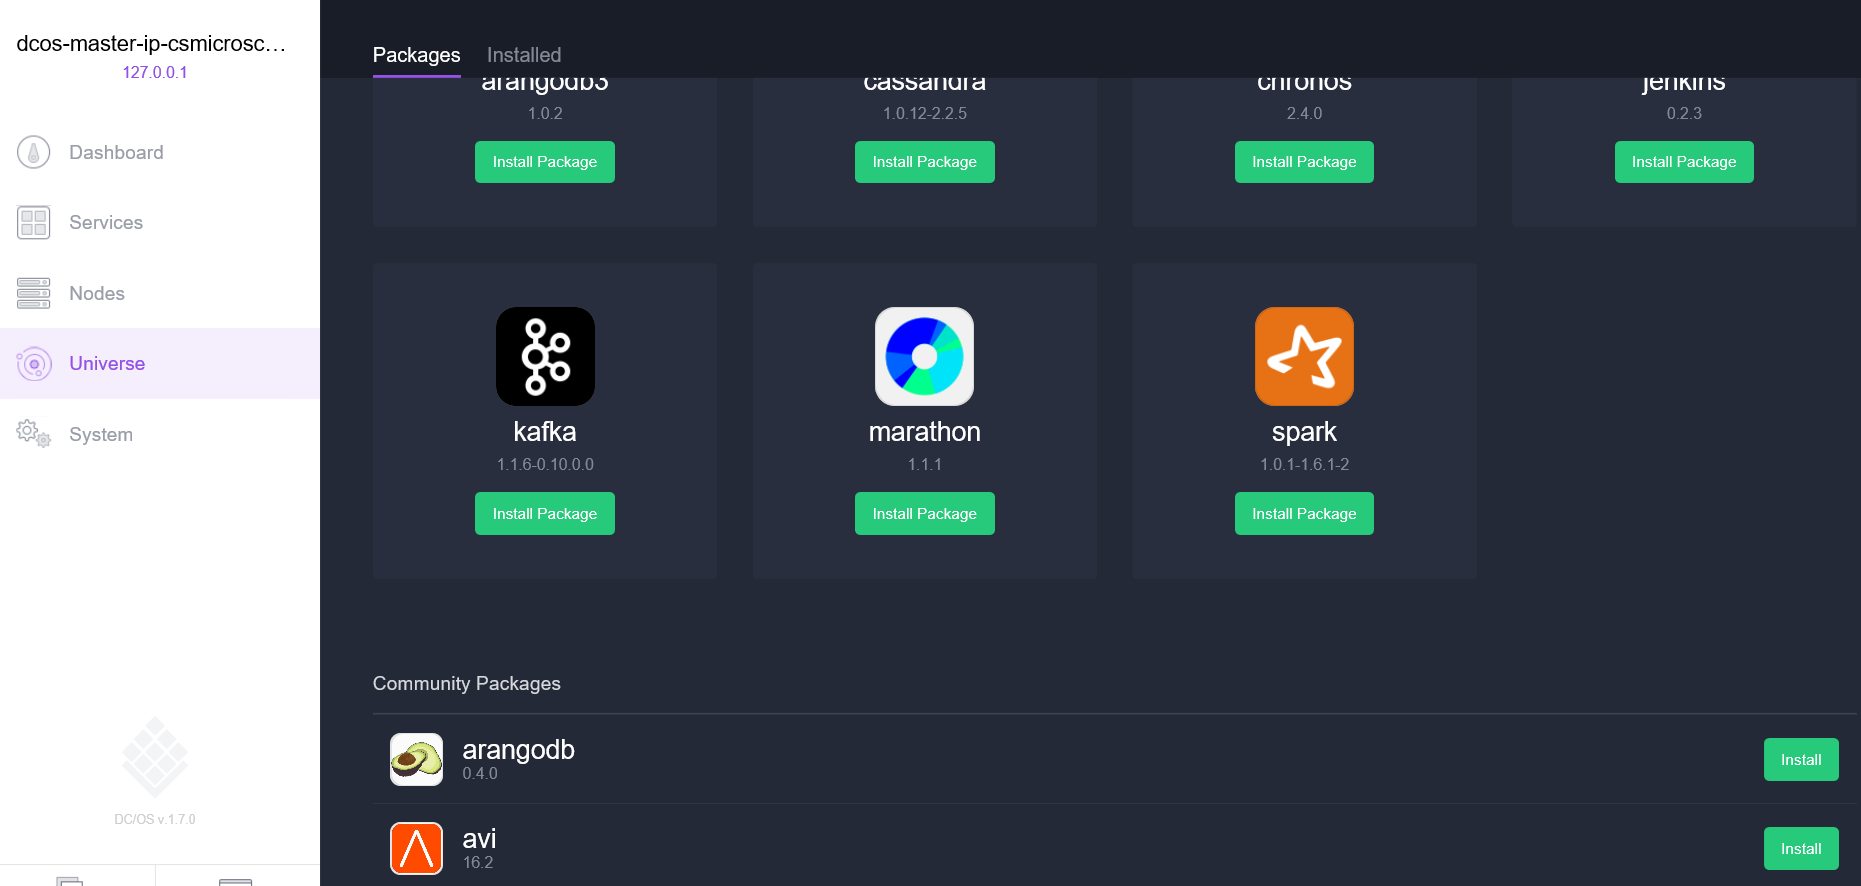 dcos-master-ip-csmicrosc...
127.0.0.1
Dashboard
Services
Nodes
Universe
System
DC/OS v.1.7.0
Packages
Installed
arangodb3
1.0.2
Install Package
cassandra
1.0.12-2.2.5
Install Package
chronos
2.4.0
Install Package
jenkins
0.2.3
Install Package
kafka
1.1.6-0.10.0.0
Install Package
marathon
1.1.1
Install Package
spark
1.0.1-1.6.1-2
Install Package
Community Packages
arangodb
0.4.0
Install
avi
16.2
Install